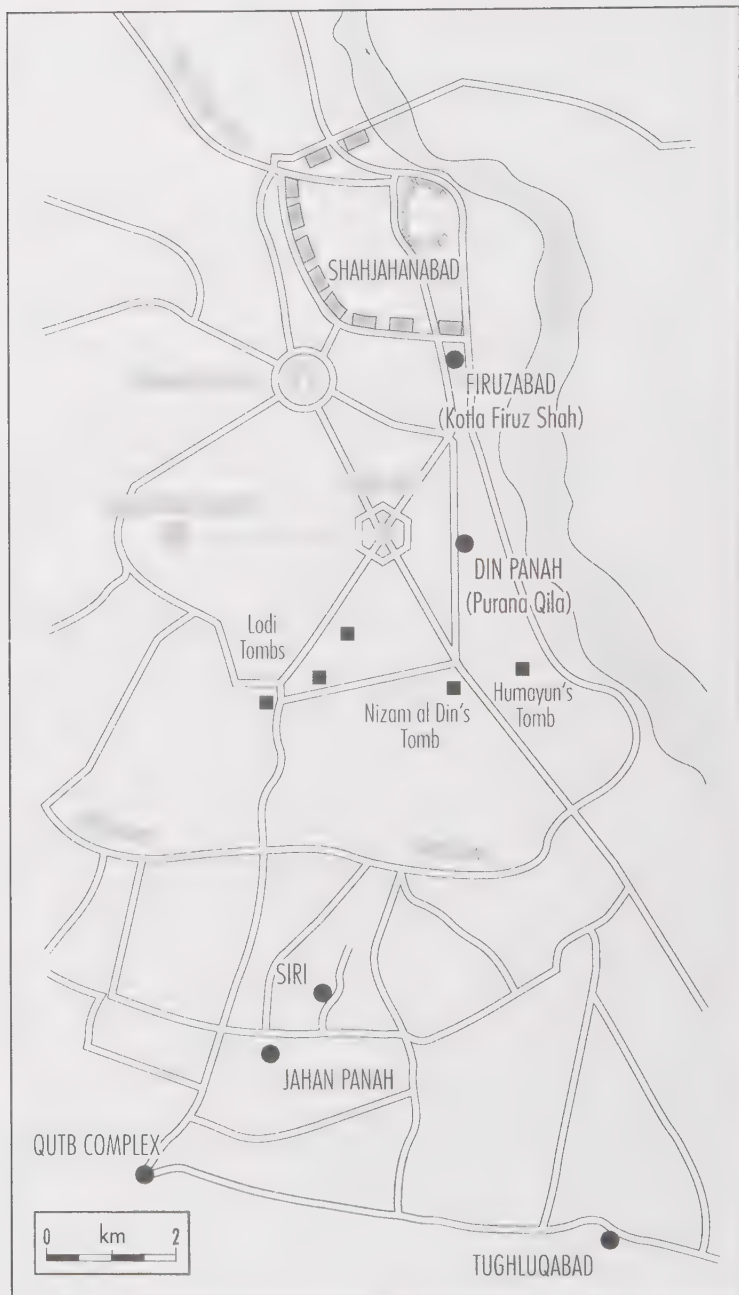 SHAHJAHANABAD
FIRUZABAD
(Kotla Firuz Shah)
DIN PANAH
(Purana Qila)
Lodi
Tombs
Humayun's
Tomb
Nizam al Din's
Tomb
SIRI
JAHAN PANAH
QUTB COMPLEX
0 km 2
TUGHLUQABAD